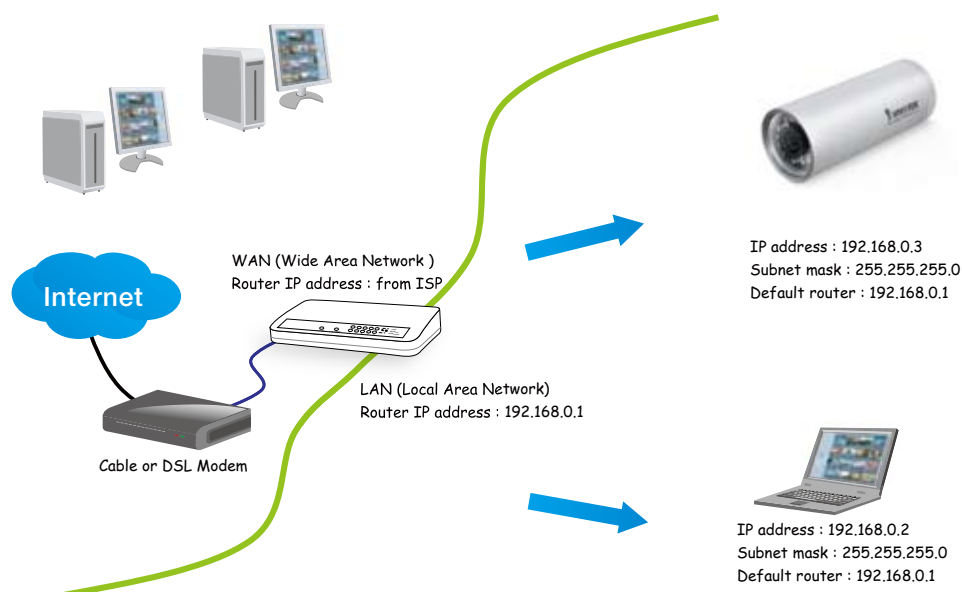 WAN (Wide Area Network )
Router IP address : from ISP
Internet
LAN (Local Area Network)
Router IP address : 192.168.0.1
Cable or DSL Modem
IP address : 192.168.0.3
Subnet mask : 255.255.255.0
Default router : 192.168.0.1
IP address : 192.168.0.2
Subnet mask : 255.255.255.0
Default router : 192.168.0.1